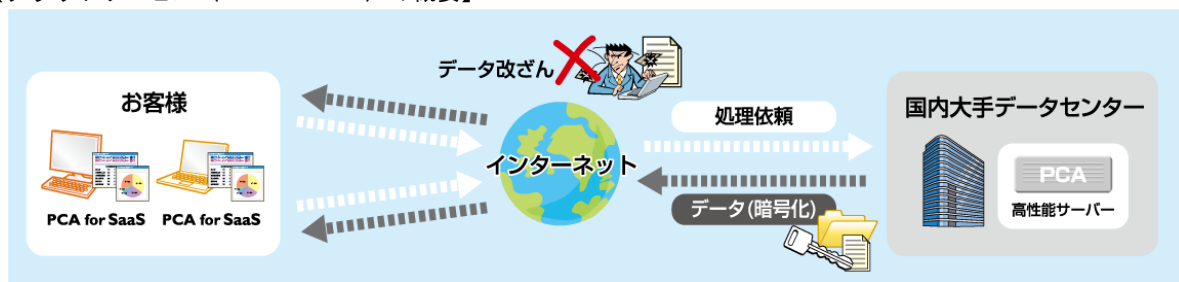 データ改ざん
お客様
PCA for SaaS
PCA for SaaS
インターネット
処理依頼
データ(暗号化)
国内大手データセンター
PCA
高性能サーバー